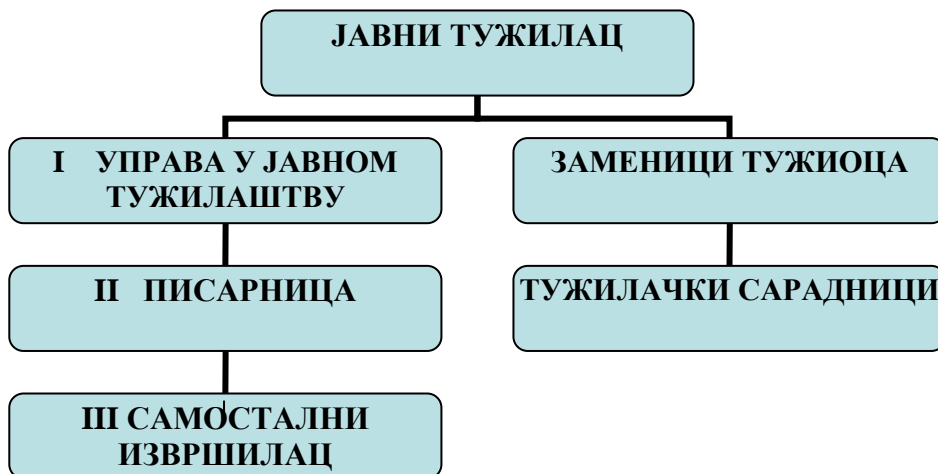 ЈАВНИ ТУЖИЛАЦ
I УПРАВА У ЈАВНОМ
ТУЖИЛАШТВУ
ЗАМЕНИЦИ ТУЖИОЦА
II ПИСАРНИЦА
ТУЖИЛАЧКИ САРАДНИЦИ
III САМОСТАЛНИ
ИЗВРШИЛАЦ